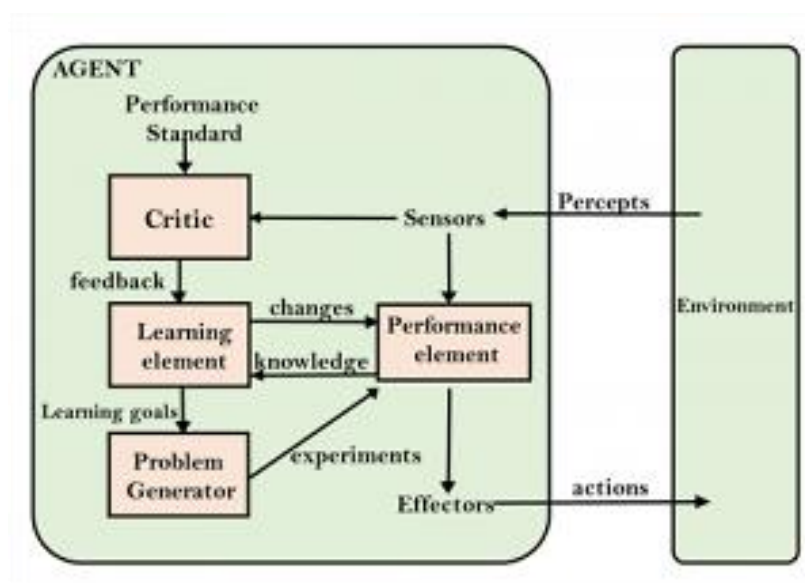 AGENT
Performance
Standard
Critic
Sensors
Percepts
feedback
Environment
Learning
element
changes
knowledge
Performance
element
Learning goals
Problem
Generator
experiments
Effectors
actions